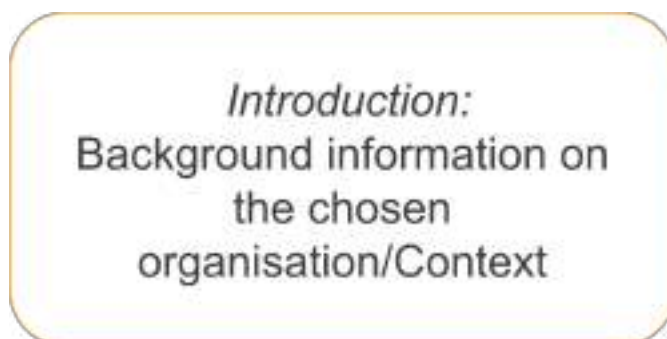 Introduction:
Background information on
the chosen
organisation/Context